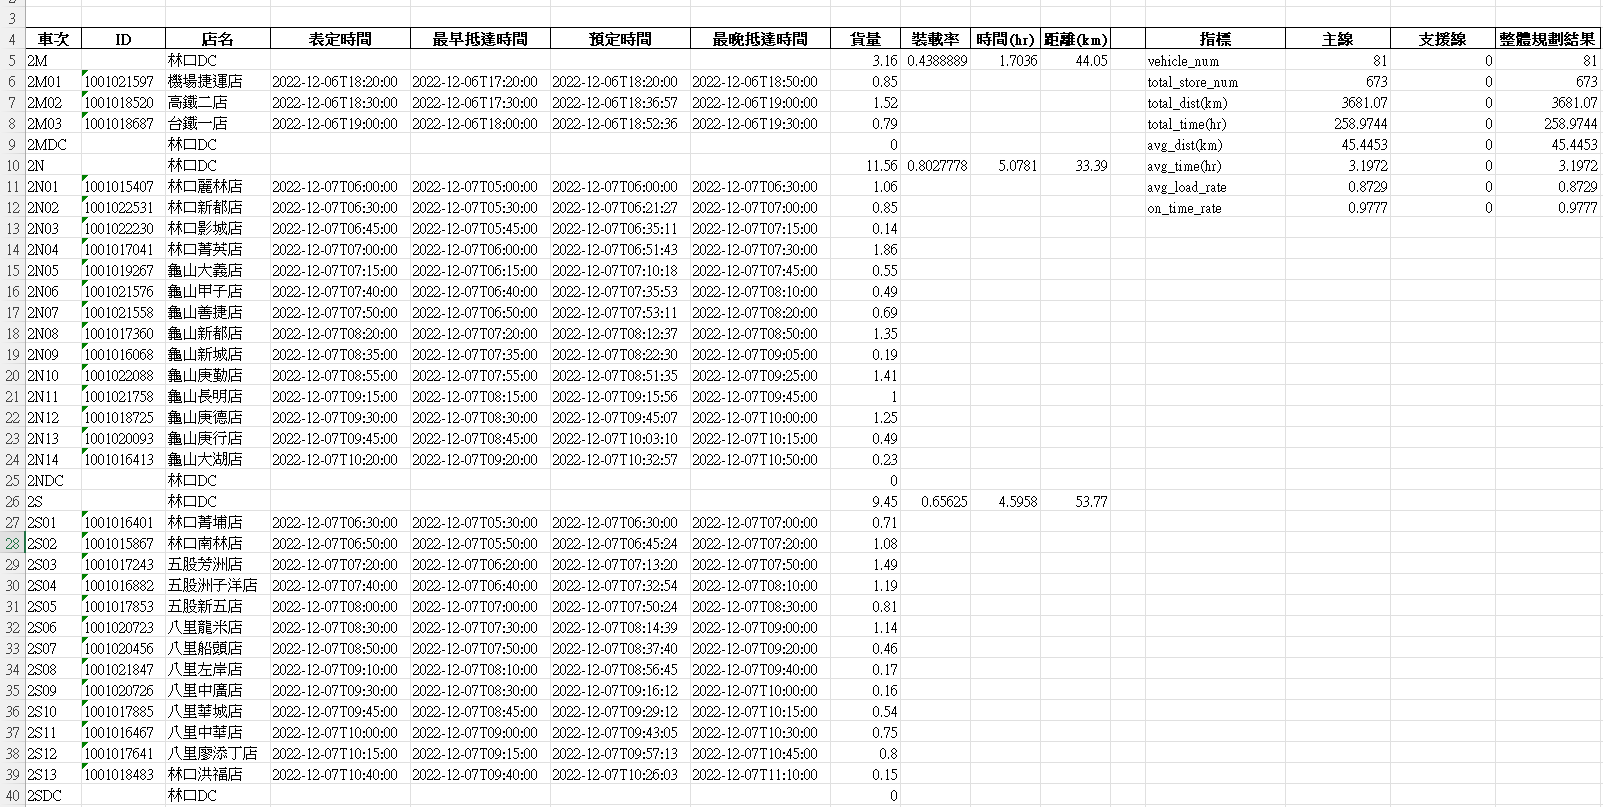 3
4 車次 ID 店名 表定時間 最早抵達時間 預定時間 最晚抵達時間 貨量 裝載率 時間(hr) 距離(km) 指標 主線 支援線 整體規劃結果
5 2M 林口DC 3.16 0.4388889 1.7036 44.05 vehicle_num 81 0 81
6 2M01 1001021597 機場捷運店 2022-12-06T18:20:00 2022-12-06T17:20:00 2022-12-06T18:20:00 2022-12-06T18:50:00 0.85 total_store_num 673 0 673
7 2M02 1001018520 高鐵二店 2022-12-06T18:30:00 2022-12-06T17:30:00 2022-12-06T18:36:57 2022-12-06T19:00:00 1.52 total_dist(km) 3681.07 0 3681.07
8 2M03 1001018687 台鐵一店 2022-12-06T19:00:00 2022-12-06T18:00:00 2022-12-06T18:52:36 2022-12-06T19:30:00 0.79 total_time(hr) 258.9744 0 258.9744
9 2MDC 林口DC 0 avg_dist(km) 45.4453 0 45.4453
10 2N 林口DC 11.56 0.8027778 5.0781 33.39 avg_time(hr) 3.1972 0 3.1972
11 2N01 1001015407 林口麗林店 2022-12-07T06:00:00 2022-12-07T05:00:00 2022-12-07T06:00:00 2022-12-07T06:30:00 1.06 avg_load_rate 0.8729 0 0.8729
12 2N02 1001022531 林口新都店 2022-12-07T06:30:00 2022-12-07T05:30:00 2022-12-07T06:21:27 2022-12-07T07:00:00 0.85 on_time_rate 0.9777 0 0.9777
13 2N03 1001022230 林口影城店 2022-12-07T06:45:00 2022-12-07T05:45:00 2022-12-07T06:35:11 2022-12-07T07:15:00 0.14
14 2N04 1001017041 林口菁英店 2022-12-07T07:00:00 2022-12-07T06:00:00 2022-12-07T06:51:43 2022-12-07T07:30:00 1.86
15 2N05 1001019267 龜山大義店 2022-12-07T07:15:00 2022-12-07T06:15:00 2022-12-07T07:10:18 2022-12-07T07:45:00 0.55
16 2N06 1001021576 龜山甲子店 2022-12-07T07:40:00 2022-12-07T06:40:00 2022-12-07T07:35:53 2022-12-07T08:10:00 0.49
17 2N07 1001021558 龜山善捷店 2022-12-07T07:50:00 2022-12-07T06:50:00 2022-12-07T07:53:11 2022-12-07T08:20:00 0.69
18 2N08 1001017360 龜山新都店 2022-12-07T08:20:00 2022-12-07T07:20:00 2022-12-07T08:12:37 2022-12-07T08:50:00 1.35
19 2N09 1001016068 龜山新城店 2022-12-07T08:35:00 2022-12-07T07:35:00 2022-12-07T08:22:30 2022-12-07T09:05:00 0.19
20 2N10 1001022088 龜山庚勤店 2022-12-07T08:55:00 2022-12-07T07:55:00 2022-12-07T08:51:35 2022-12-07T09:25:00 1.41
21 2N11 1001021758 龜山長明店 2022-12-07T09:15:00 2022-12-07T08:15:00 2022-12-07T09:15:56 2022-12-07T09:45:00 1
22 2N12 1001018725 龜山庚德店 2022-12-07T09:30:00 2022-12-07T08:30:00 2022-12-07T09:45:07 2022-12-07T10:00:00 1.25
23 2N13 1001020093 龜山庚行店 2022-12-07T09:45:00 2022-12-07T08:45:00 2022-12-07T10:03:10 2022-12-07T10:15:00 0.49
24 2N14 1001016413 龜山大湖店 2022-12-07T10:20:00 2022-12-07T09:20:00 2022-12-07T10:32:57 2022-12-07T10:50:00 0.23
25 2NDC 林口DC 0
26 2S 林口DC 9.45 0.65625 4.5958 53.77
27 2S01 1001016401 林口菁埔店 2022-12-07T06:30:00 2022-12-07T05:30:00 2022-12-07T06:30:00 2022-12-07T07:00:00 0.71
28 2S02 1001015867 林口南林店 2022-12-07T06:50:00 2022-12-07T05:50:00 2022-12-07T06:45:24 2022-12-07T07:20:00 1.08
29 2S03 1001017243 五股芳洲店 2022-12-07T07:20:00 2022-12-07T06:20:00 2022-12-07T07:13:20 2022-12-07T07:50:00 1.49
30 2S04 1001016882 五股洲子洋店 2022-12-07T07:40:00 2022-12-07T06:40:00 2022-12-07T07:32:54 2022-12-07T08:10:00 1.19
31 2S05 1001017853 五股新五店 2022-12-07T08:00:00 2022-12-07T07:00:00 2022-12-07T07:50:24 2022-12-07T08:30:00 0.81
32 2S06 1001020723 八里龍米店 2022-12-07T08:30:00 2022-12-07T07:30:00 2022-12-07T08:14:39 2022-12-07T09:00:00 1.14
33 2S07 1001020456 八里船頭店 2022-12-07T08:50:00 2022-12-07T07:50:00 2022-12-07T08:37:40 2022-12-07T09:20:00 0.46
34 2S08 1001021847 八里左岸店 2022-12-07T09:10:00 2022-12-07T08:10:00 2022-12-07T08:56:45 2022-12-07T09:40:00 0.17
35 2S09 1001020726 八里中廣店 2022-12-07T09:30:00 2022-12-07T08:30:00 2022-12-07T09:16:12 2022-12-07T10:00:00 0.16
36 2S10 1001017885 八里華城店 2022-12-07T09:45:00 2022-12-07T08:45:00 2022-12-07T09:29:12 2022-12-07T10:15:00 0.54
37 2S11 1001016467 八里中華店 2022-12-07T10:00:00 2022-12-07T09:00:00 2022-12-07T09:43:05 2022-12-07T10:30:00 0.75
38 2S12 1001017641 八里廖添丁店 2022-12-07T10:15:00 2022-12-07T09:15:00 2022-12-07T09:57:13 2022-12-07T10:45:00 0.8
39 2S13 1001018483 林口洪福店 2022-12-07T10:40:00 2022-12-07T09:40:00 2022-12-07T10:26:03 2022-12-07T11:10:00 0.15
40 2SDC 林口DC 0